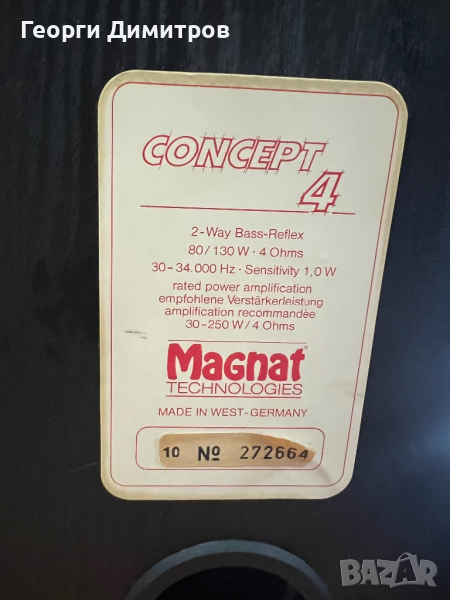 Георги Димитров
CONCEPT
4
2-Way Bass-Reflex
80/130 W · 4 Ohms
30-34.000 Hz · Sensitivity 1,0 W
rated power amplification
empfohlene Verstärkerleistung
amplification recommandée
30-250 W/4 Ohms
Magnat
TECHNOLOGIES
MADE IN WEST-GERMANY
10 Nº 272664
BAZAR